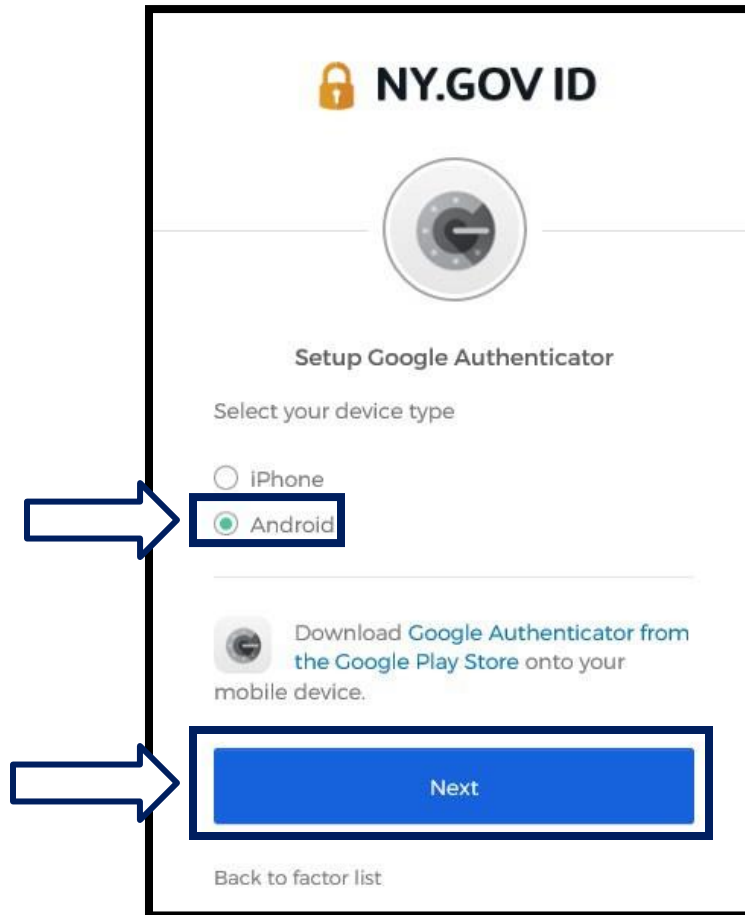 NY.GOV ID
Setup Google Authenticator
Select your device type
iPhone
Android
Download Google Authenticator from
the Google Play Store onto your
mobile device.
Next
Back to factor list